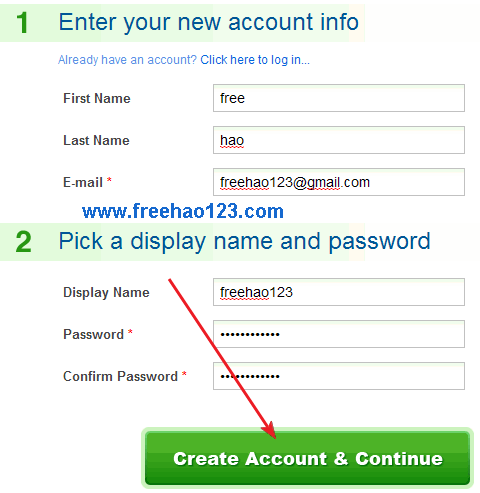 1 Enter your new account info
Already have an account? Click here to log in...
First Name free
Last Name hao
E-mail * freehao123@gmail.com
www.freehao123.com
2 Pick a display name and password
Display Name freehao123
Password * ••••••••••••
Confirm Password * ••••••••••••
Create Account & Continue